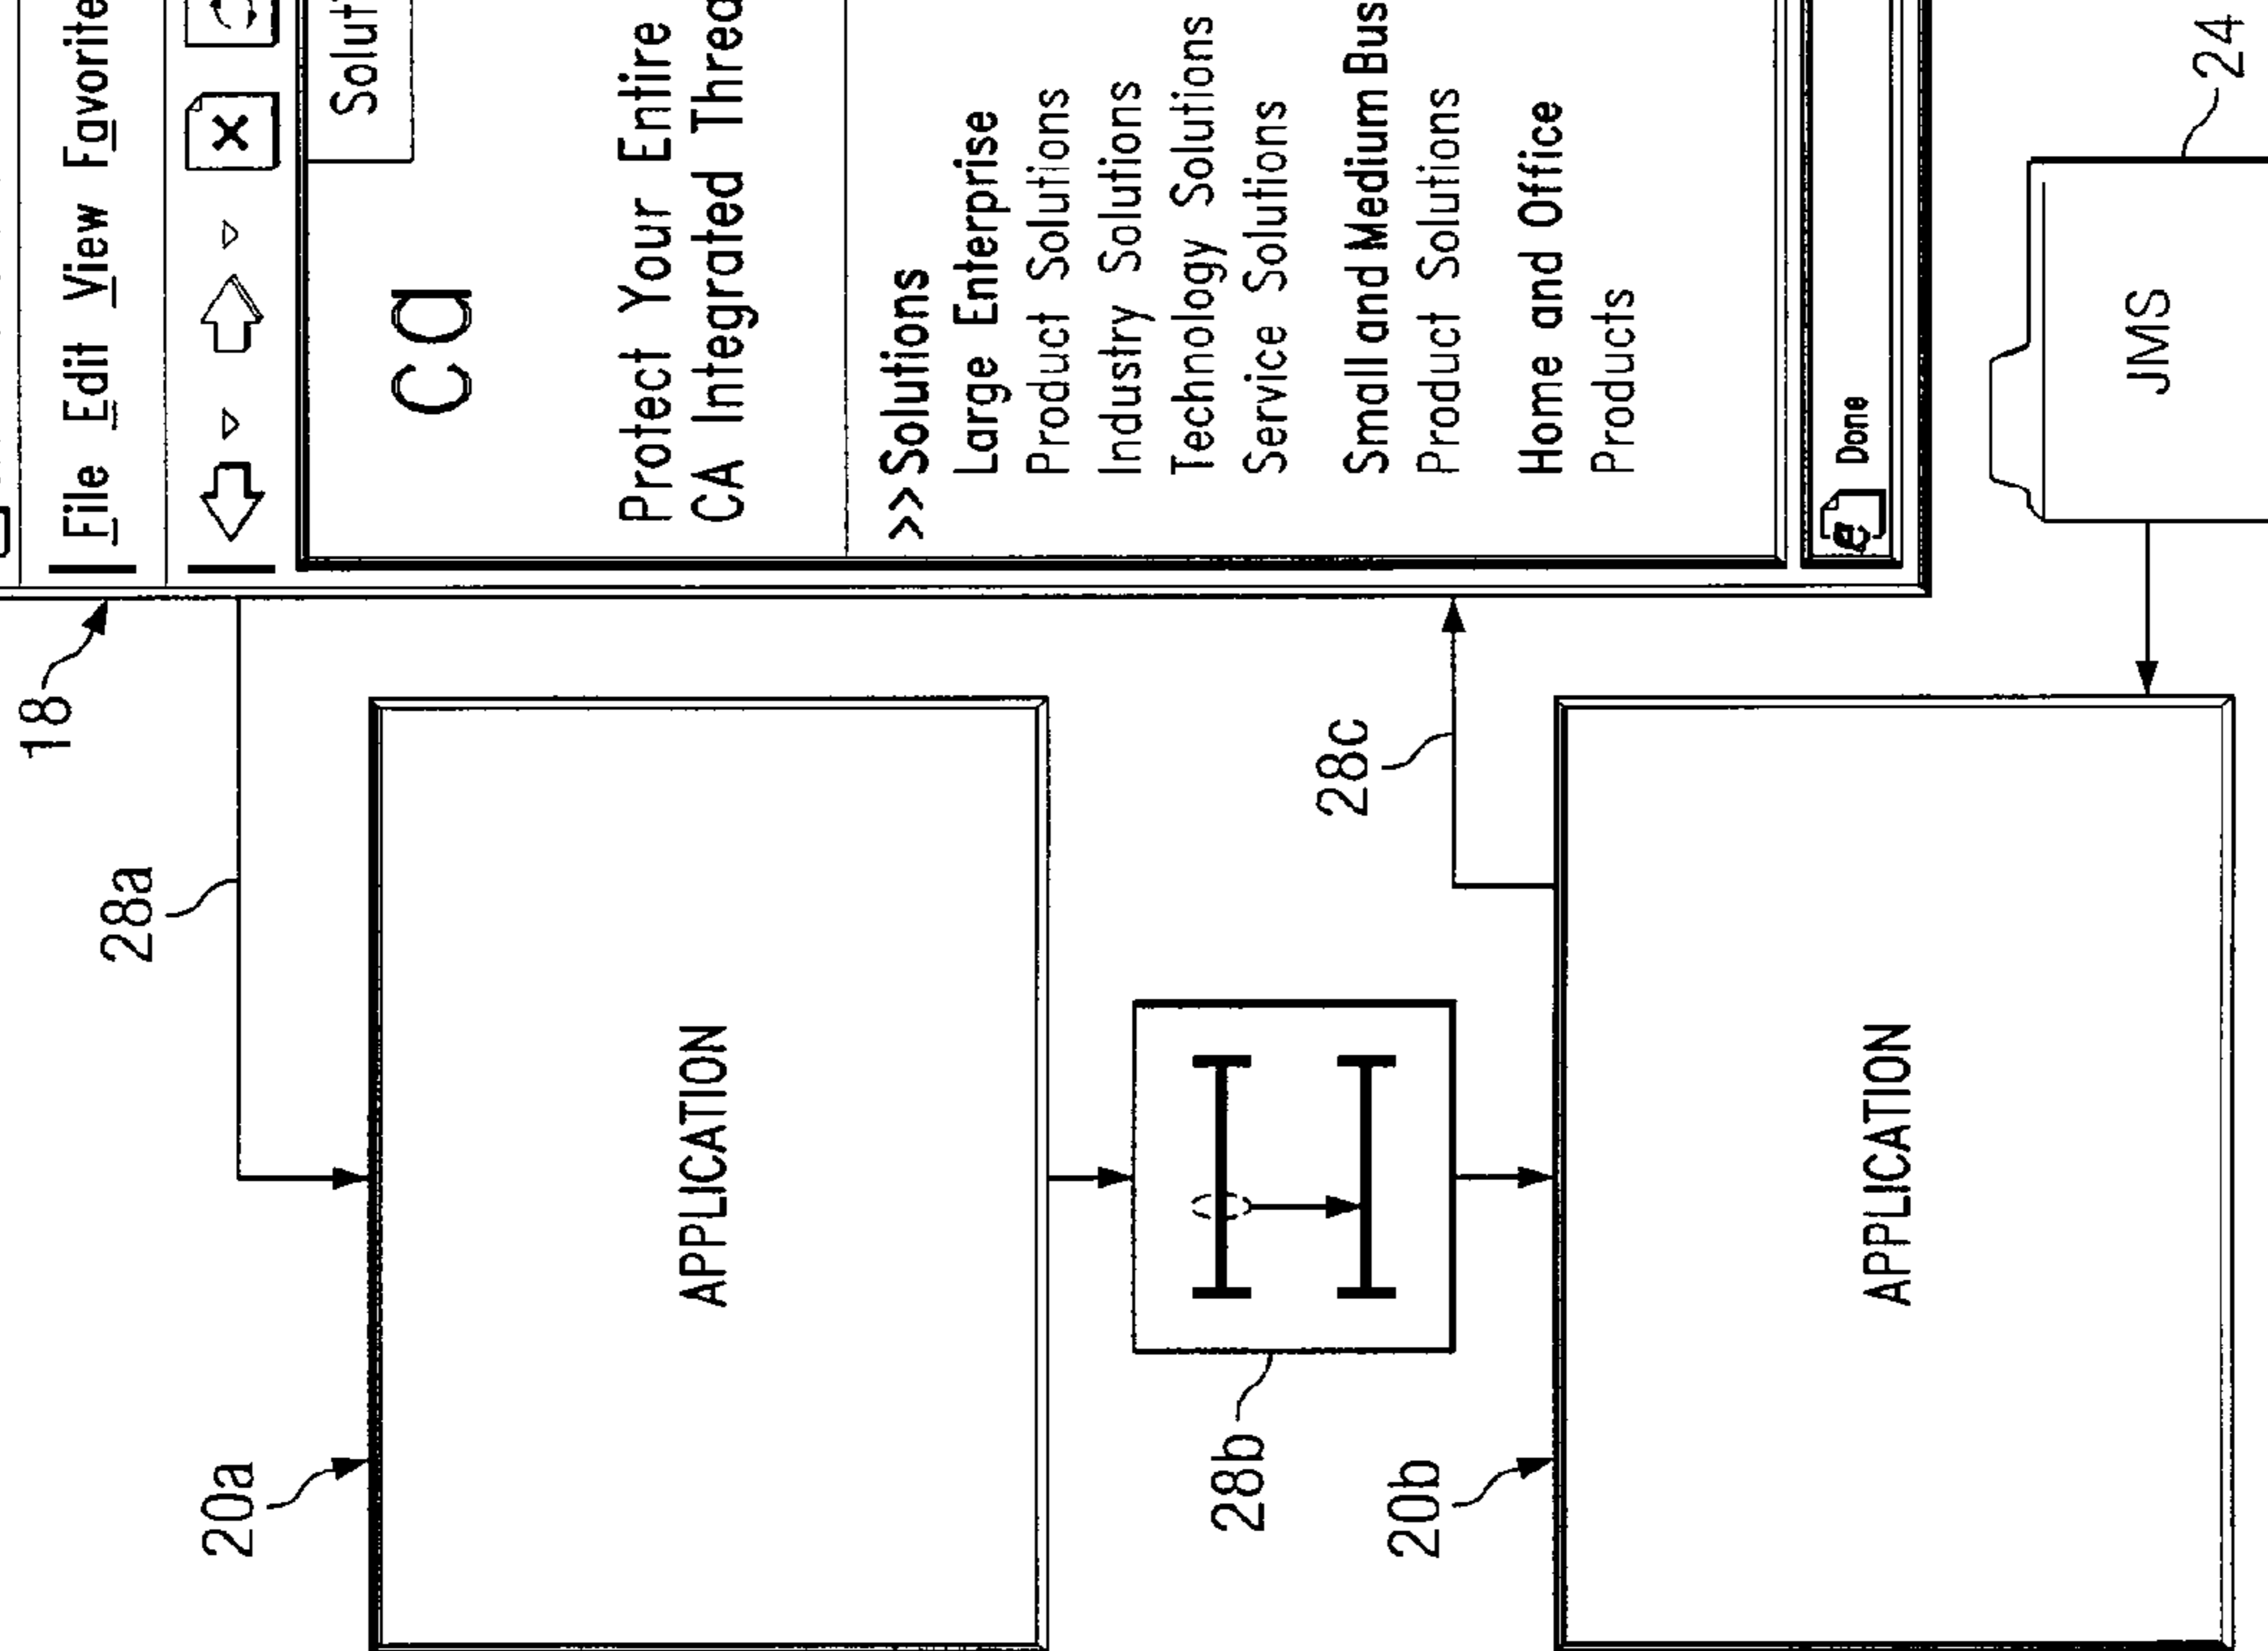 18
File Edit View Favorite
Soluti
ca
Protect Your Entire
CA Integrated Threa
>>Solutions
Large Enterprise
Product Solutions
Industry Solutions
Technology Solutions
Service Solutions
Small and Medium Bus
Product Solutions
Home and Office
Products
Done
28a
20a
APPLICATION
28b
28c
20b
APPLICATION
JMS
24